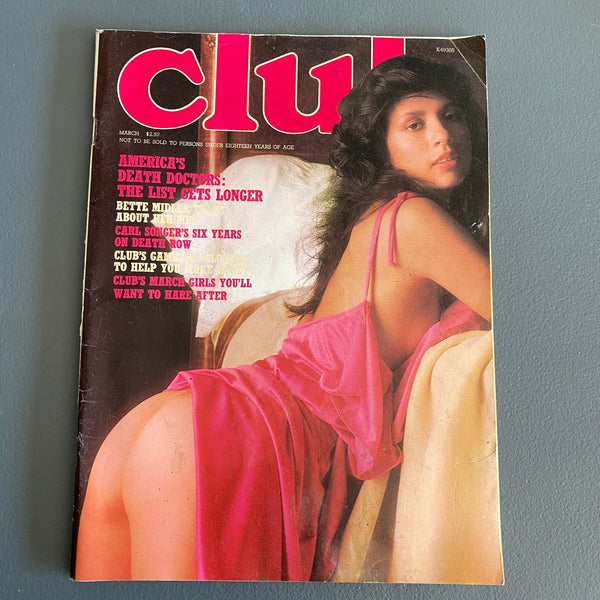 club
K49365
MARCH $2.50
NOT TO BE SOLD TO PERSONS UNDER EIGHTEEN YEARS OF AGE
AMERICA'S
DEATH DOCTORS:
THE LIST GETS LONGER
BETTE MIDLER
ABOUT HER
CARL SONGER'S SIX YEARS
ON DEATH ROW
CLUB'S
TO HELP YOU
CLUB'S MARCH GIRLS YOU'LL
WANT TO HARE AFTER